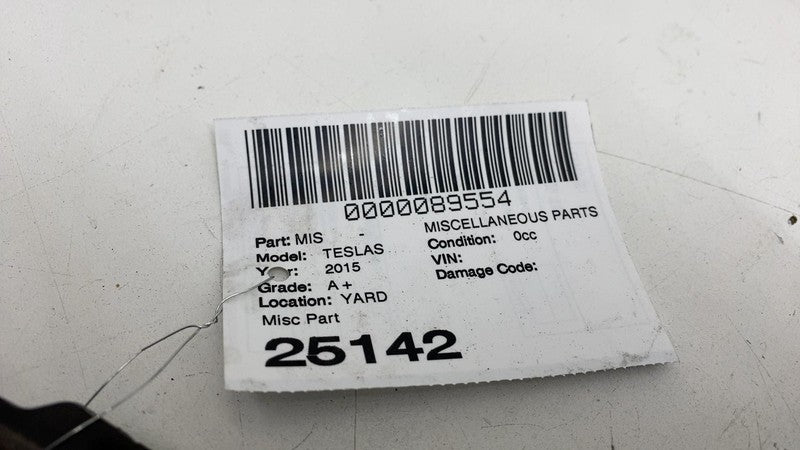 0000089554
Part: MIS - MISCELLANEOUS PARTS
Model: TESLAS Condition: 0cc
Year: 2015 VIN:
Grade: A+ Damage Code:
Location: YARD
Misc Part
25142